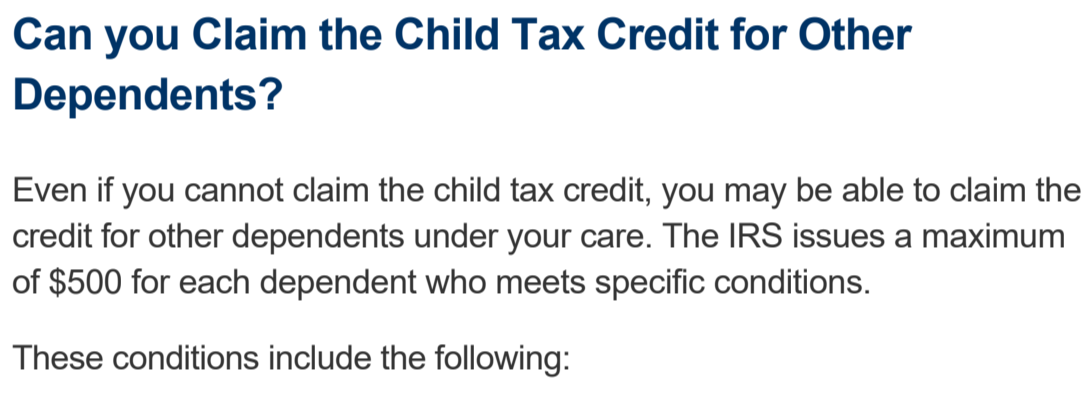 Can you Claim the Child Tax Credit for Other
Dependents?
Even if you cannot claim the child tax credit, you may be able to claim the
credit for other dependents under your care. The IRS issues a maximum
of $500 for each dependent who meets specific conditions.
These conditions include the following: